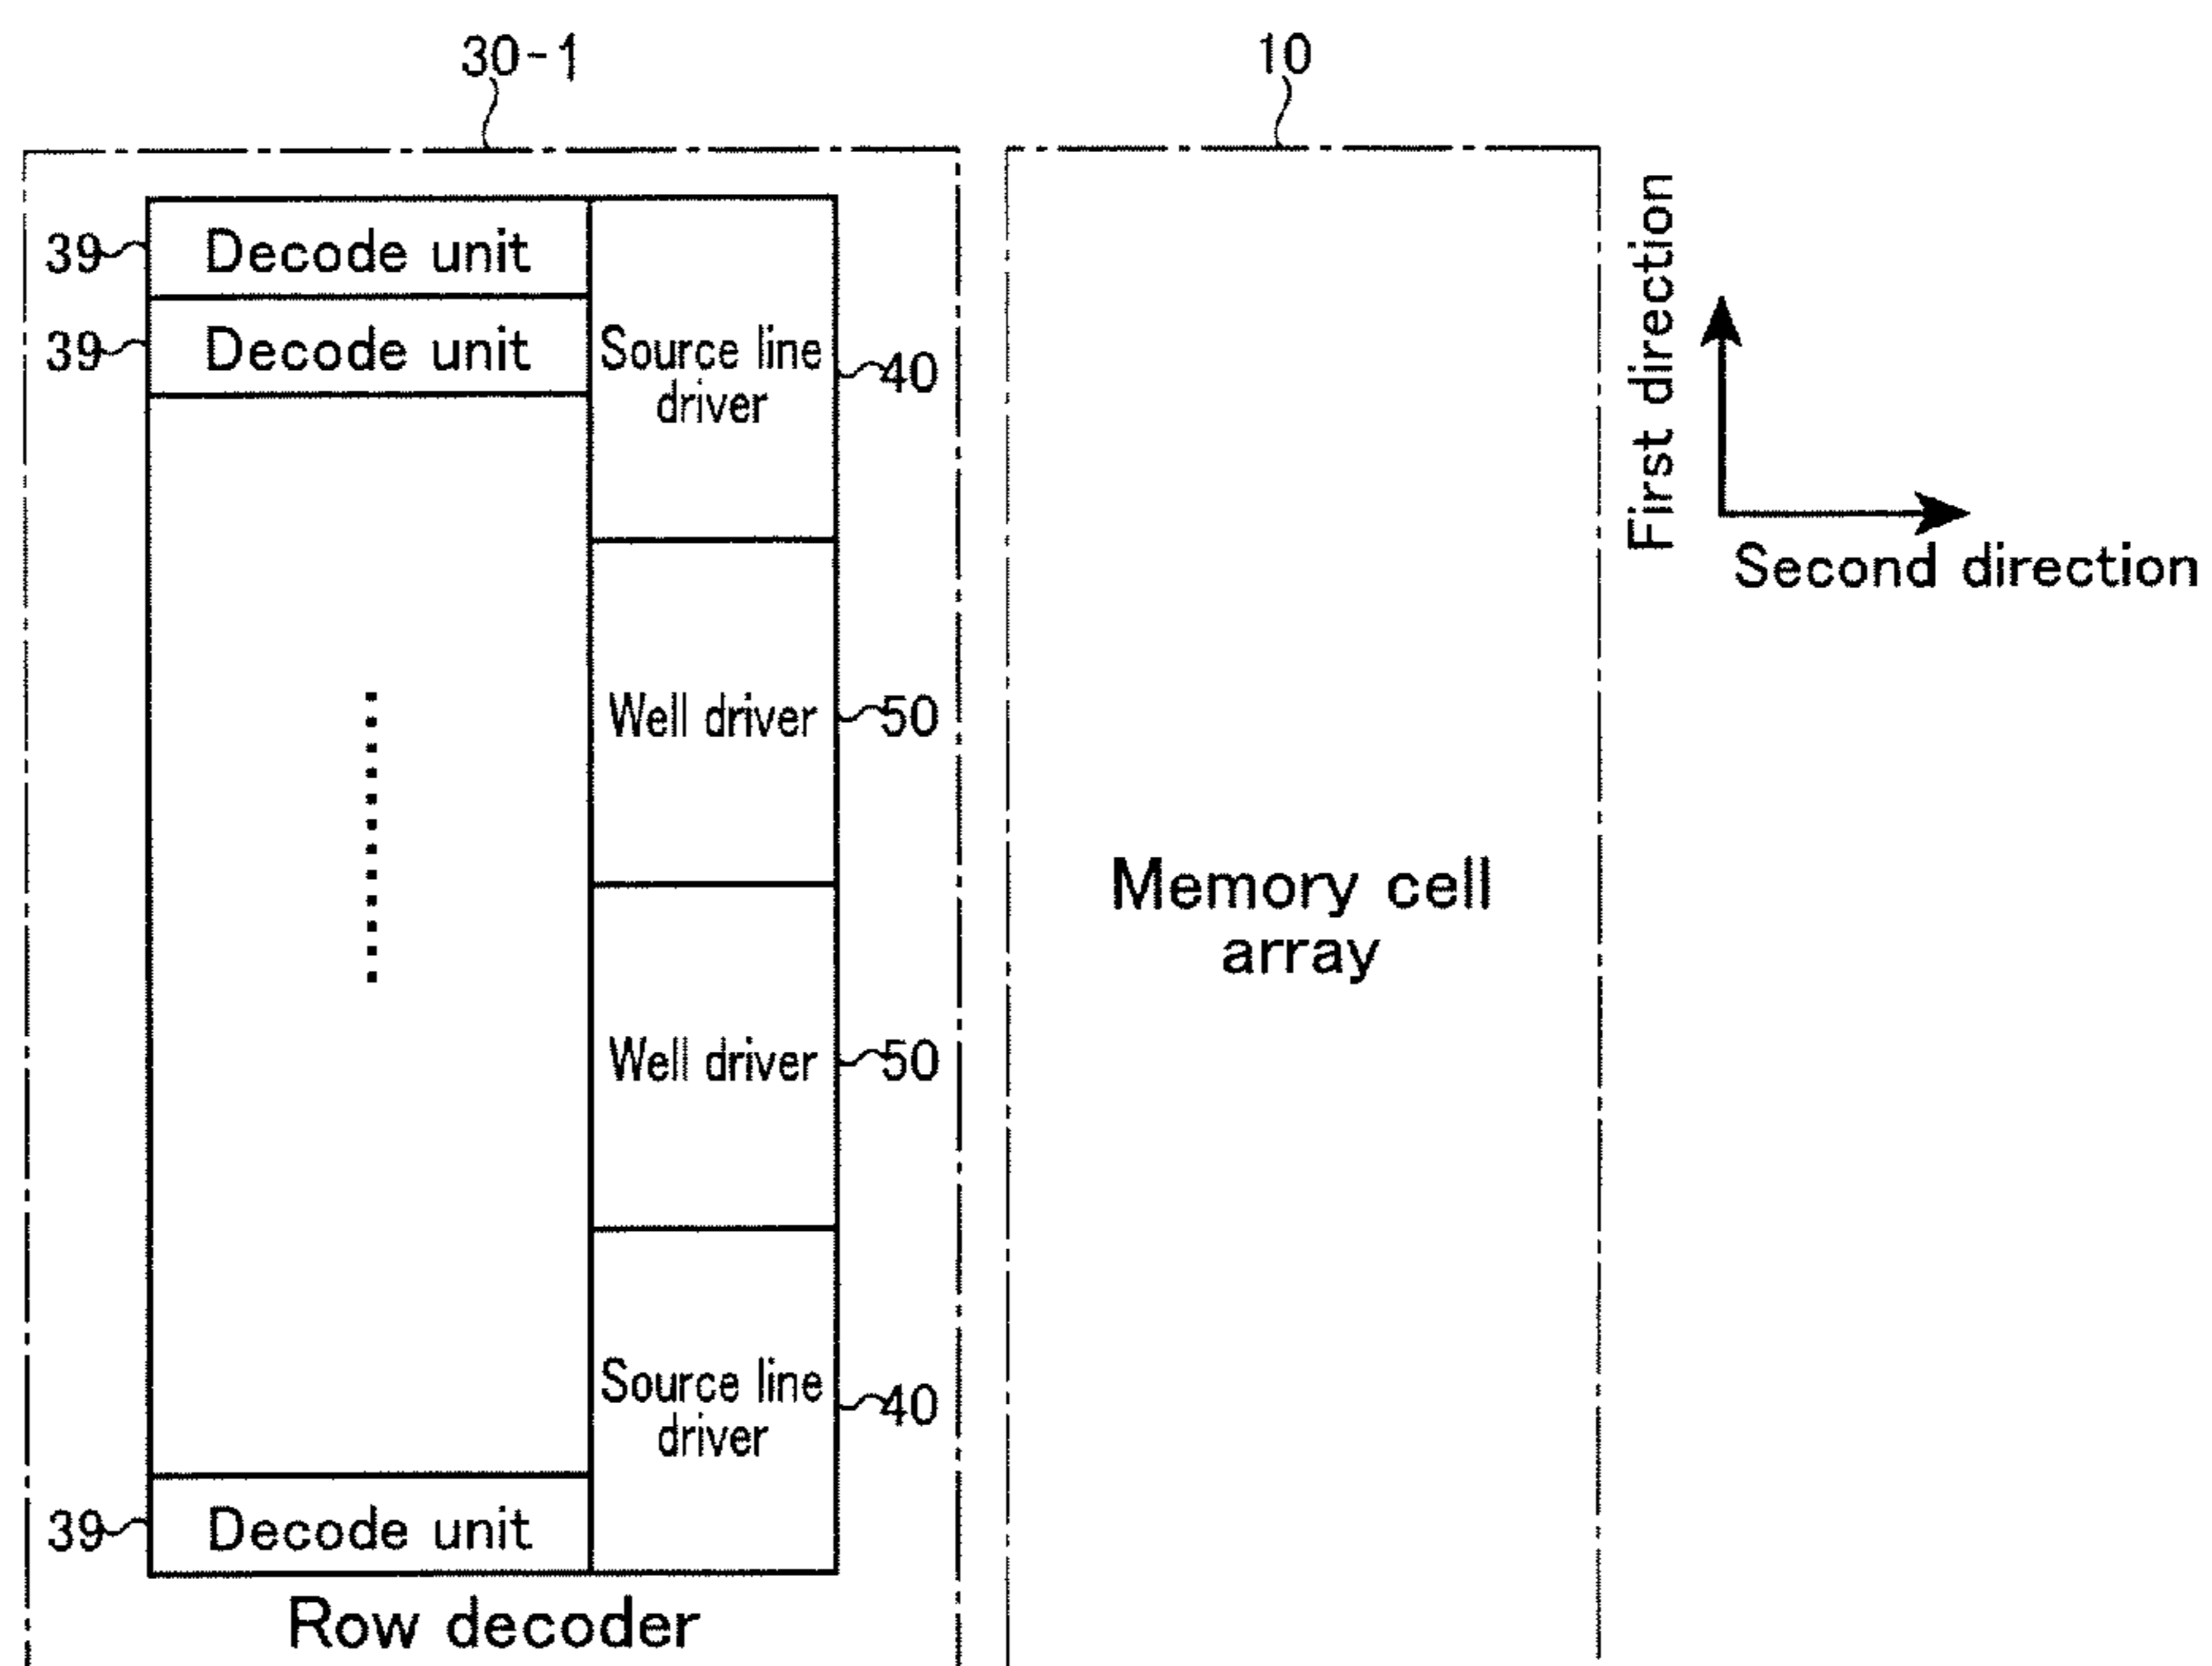 30-1
10
39
Decode unit
39
Decode unit
Source line
driver
40
Well driver
50
Well driver
50
Source line
driver
40
39
Decode unit
Row decoder
Memory cell
array
First direction
Second direction